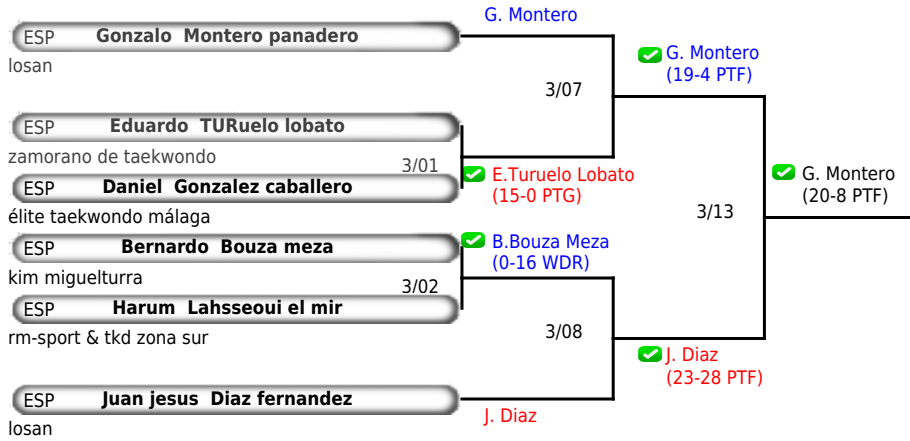 G. Montero
ESP Gonzalo Montero panadero
losan
G. Montero
(19-4 PTF)
3/07
ESP Eduardo TURuelo lobato
zamorano de taekwondo
3/01
E.Turuelo Lobato
(15-0 PTG)
ESP Daniel Gonzalez caballero
élite taekwondo málaga
G. Montero
(20-8 PTF)
3/13
ESP Bernardo Bouza meza
kim miguelturra
B.Bouza Meza
(0-16 WDR)
3/02
ESP Harum Lahsseoui el mir
rm-sport & tkd zona sur
3/08
J. Diaz
(23-28 PTF)
ESP Juan jesus Diaz fernandez
losan
J. Diaz